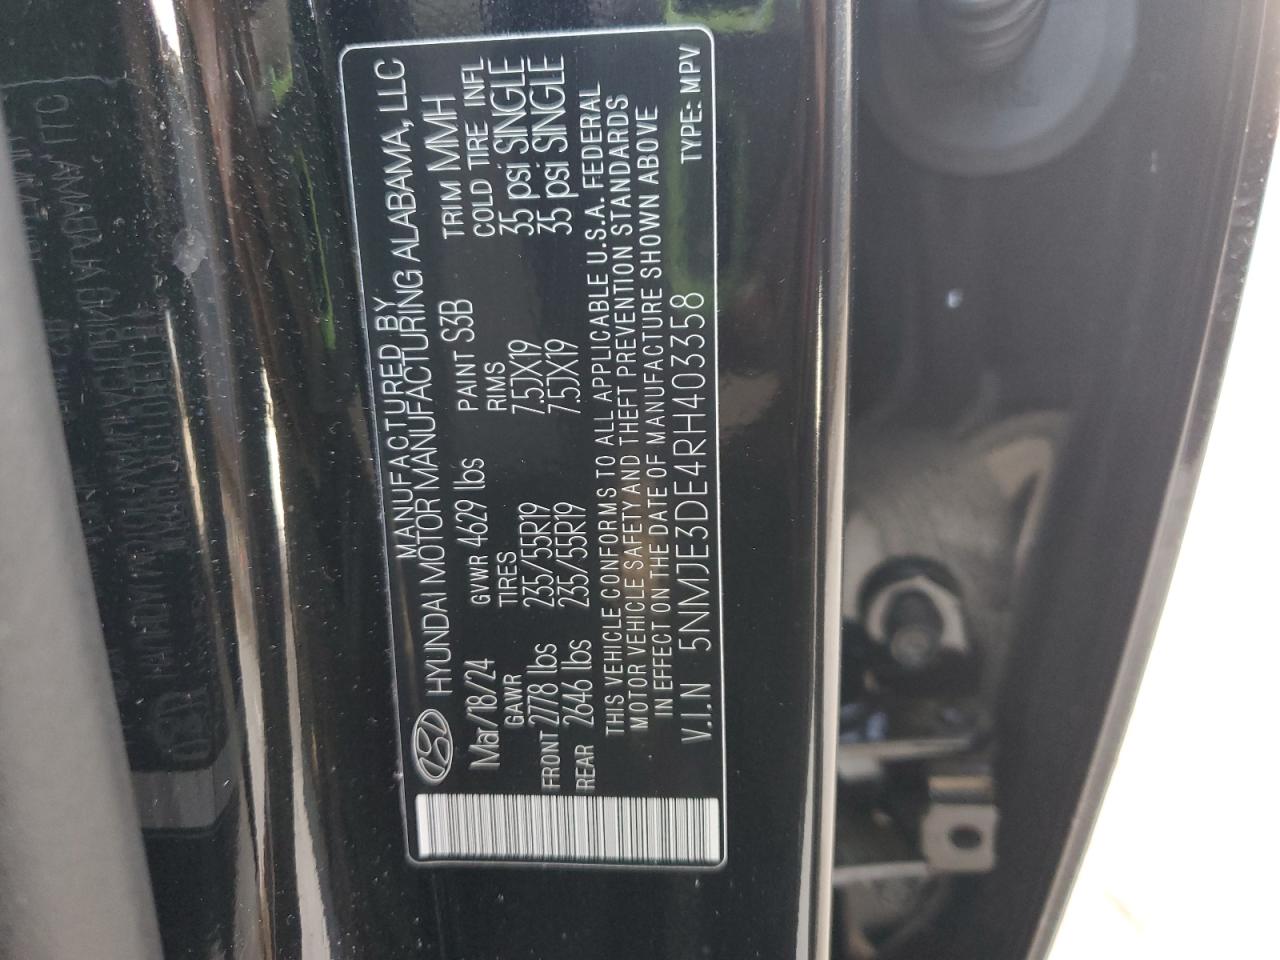 MANUFACTURED BY
HYUNDAI MOTOR MANUFACTURING ALABAMA, LLC
Mar/18/24 GVWR 4629 lbs PAINT S3B TRIM MMH
GAWR TIRES RIMS COLD TIRE INFL
FRONT 2778 lbs 235/55R19 7.5JX19 35 psi SINGLE
REAR 2646 lbs 235/55R19 7.5JX19 35 psi SINGLE
THIS VEHICLE CONFORMS TO ALL APPLICABLE U.S.A. FEDERAL
MOTOR VEHICLE SAFETY AND THEFT PREVENTION STANDARDS
IN EFFECT ON THE DATE OF MANUFACTURE SHOWN ABOVE
V.I.N 5NMJE3DE4RH403358 TYPE: MPV